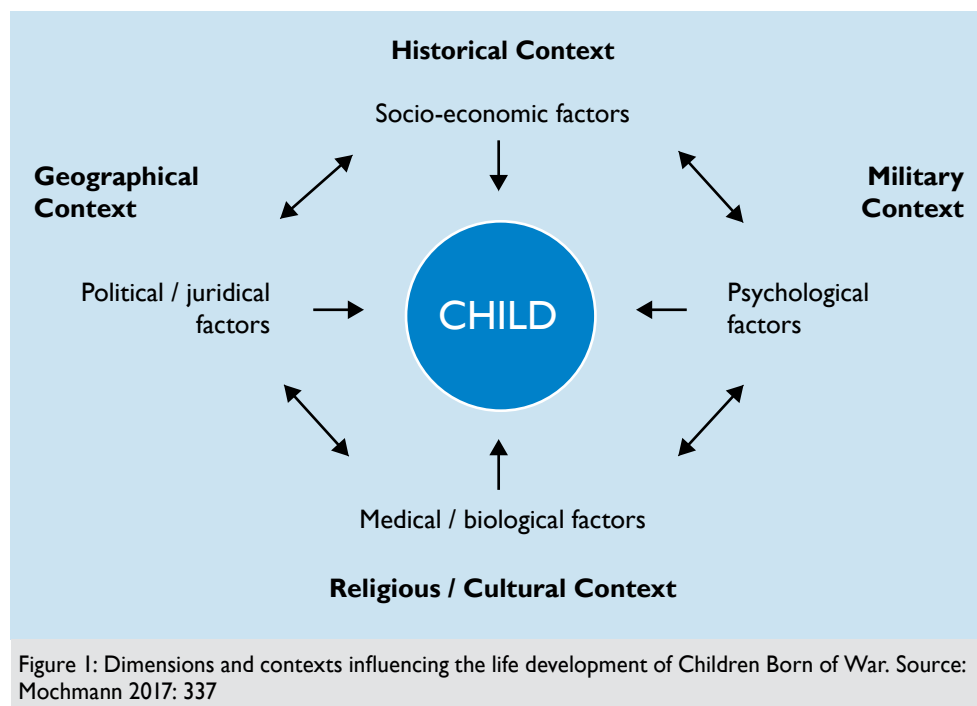 Historical Context
Socio-economic factors
Geographical
Context
Military
Context
Political / juridical
factors
CHILD
Psychological
factors
Medical / biological factors
Religious / Cultural Context
Figure 1: Dimensions and contexts influencing the life development of Children Born of War. Source:
Mochmann 2017: 337